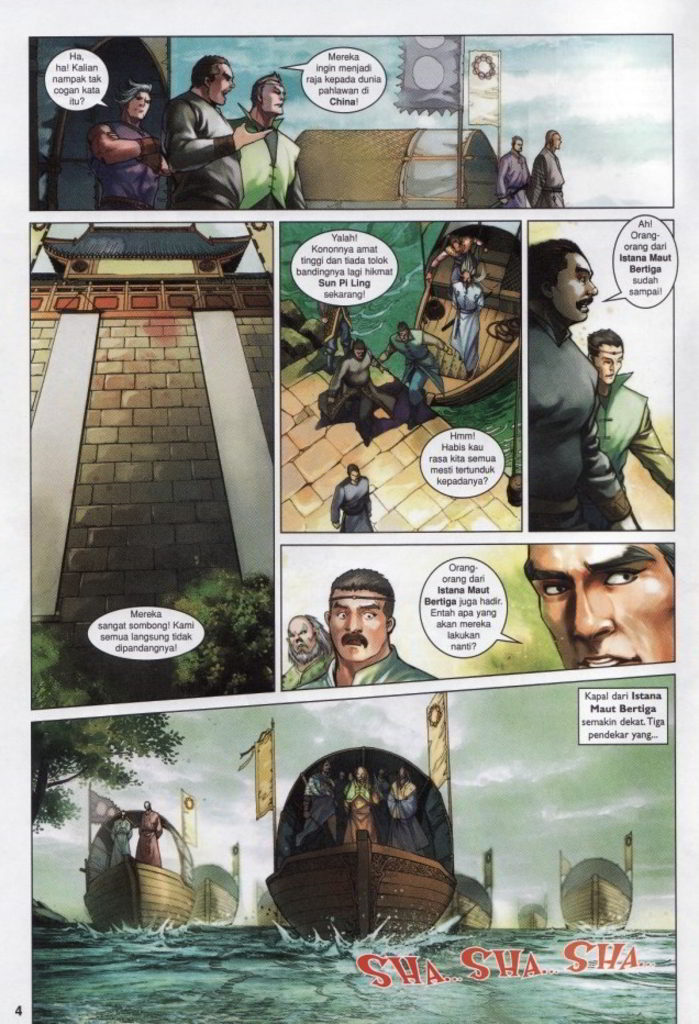 Ha,
ha! Kalian
nampak tak
cogan kata
itu?
Mereka
ingin menjadi
raja kepada dunia
pahlawan di
China!
Mereka
sangat sombong! Kami
semua langsung tidak
dipandangnya!
Yalah!
Kononnya amat
tinggi dan tiada tolok
bandingnya lagi hikmat
Sun Pi Ling
sekarang!
Hmm!
Habis kau
rasa kita semua
mesti tertunduk
kepadanya?
Ah!
Orang-
orang dari
Istana Maut
Bertiga
sudah
sampai!
Orang-
orang dari
Istana Maut
Bertiga juga hadir.
Entah apa yang
akan mereka
lakukan
nanti?
Kapal dari Istana
Maut Bertiga
semakin dekat. Tiga
pendekar yang...
SHA... SHA... SHA...
4